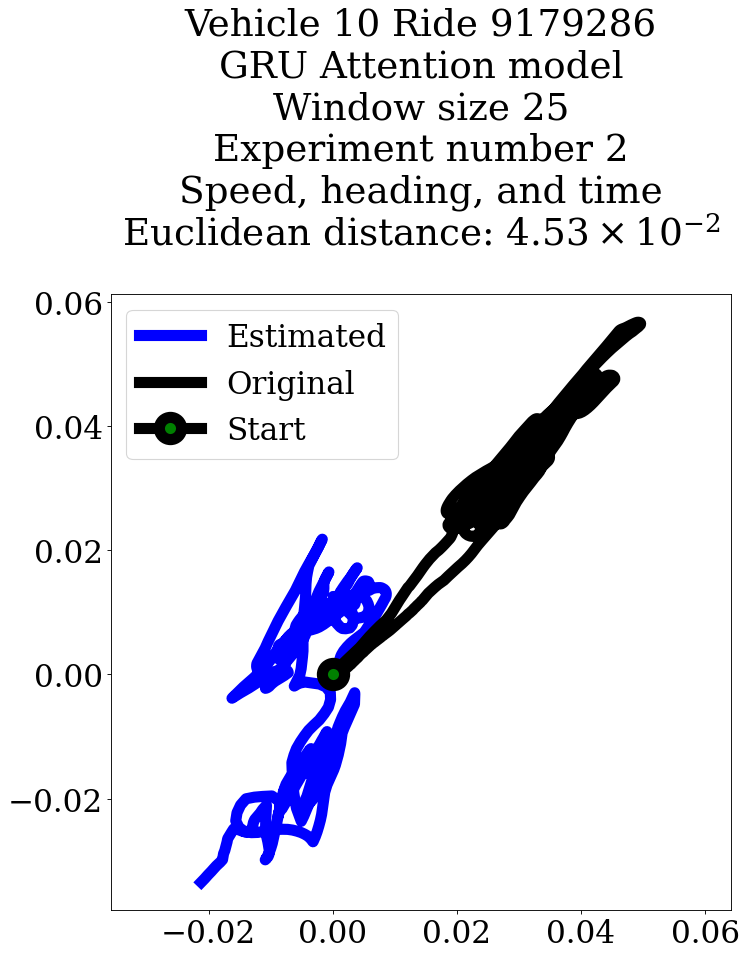 Vehicle 10 Ride 9179286
GRU Attention model
Window size 25
Experiment number 2
Speed, heading, and time
Euclidean distance: 4.53 × 10⁻²
Estimated
Original
Start
0.06
0.04
0.02
0.00
−0.02
−0.02 0.00 0.02 0.04 0.06